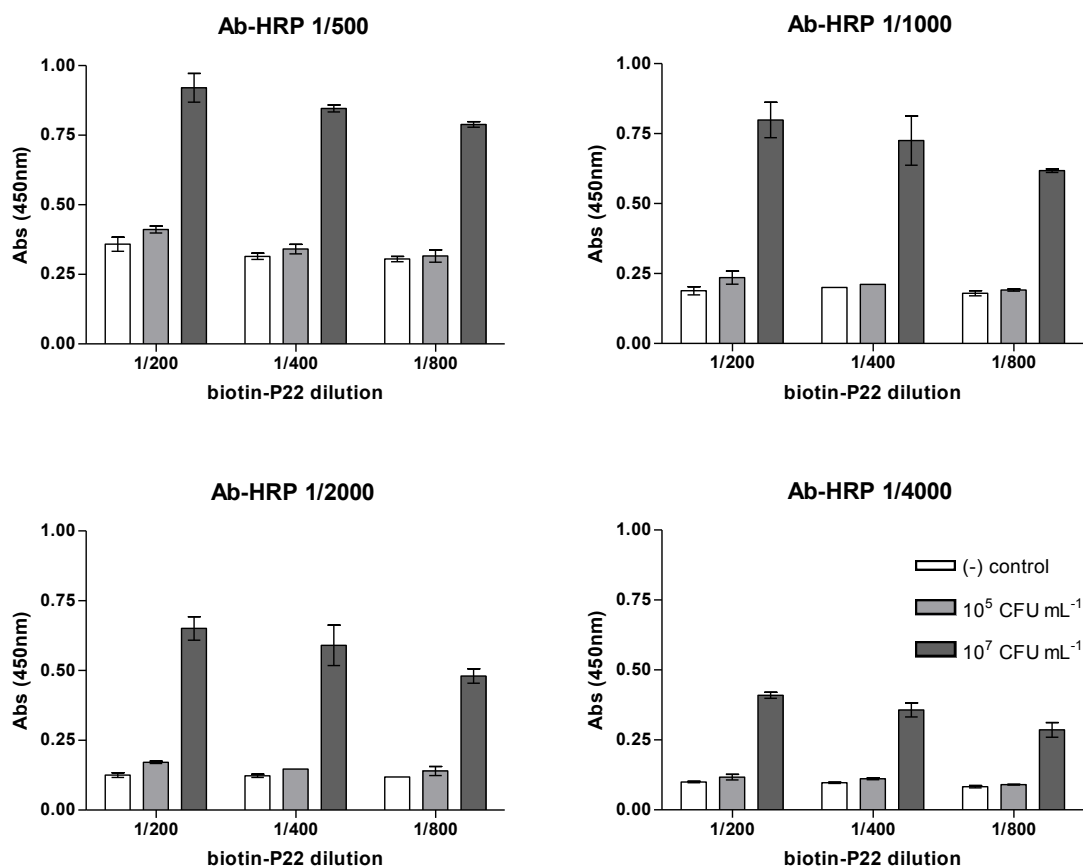 Ab-HRP 1/500
1.00
0.75
0.50
0.25
0.00
Abs (450nm)
1/200 1/400 1/800
biotin-P22 dilution
Ab-HRP 1/1000
1.00
0.75
0.50
0.25
0.00
Abs (450nm)
1/200 1/400 1/800
biotin-P22 dilution
Ab-HRP 1/2000
1.00
0.75
0.50
0.25
0.00
Abs (450nm)
1/200 1/400 1/800
biotin-P22 dilution
Ab-HRP 1/4000
1.00
0.75
0.50
0.25
0.00
Abs (450nm)
(-) control
10⁵ CFU mL⁻¹
10⁷ CFU mL⁻¹
1/200 1/400 1/800
biotin-P22 dilution